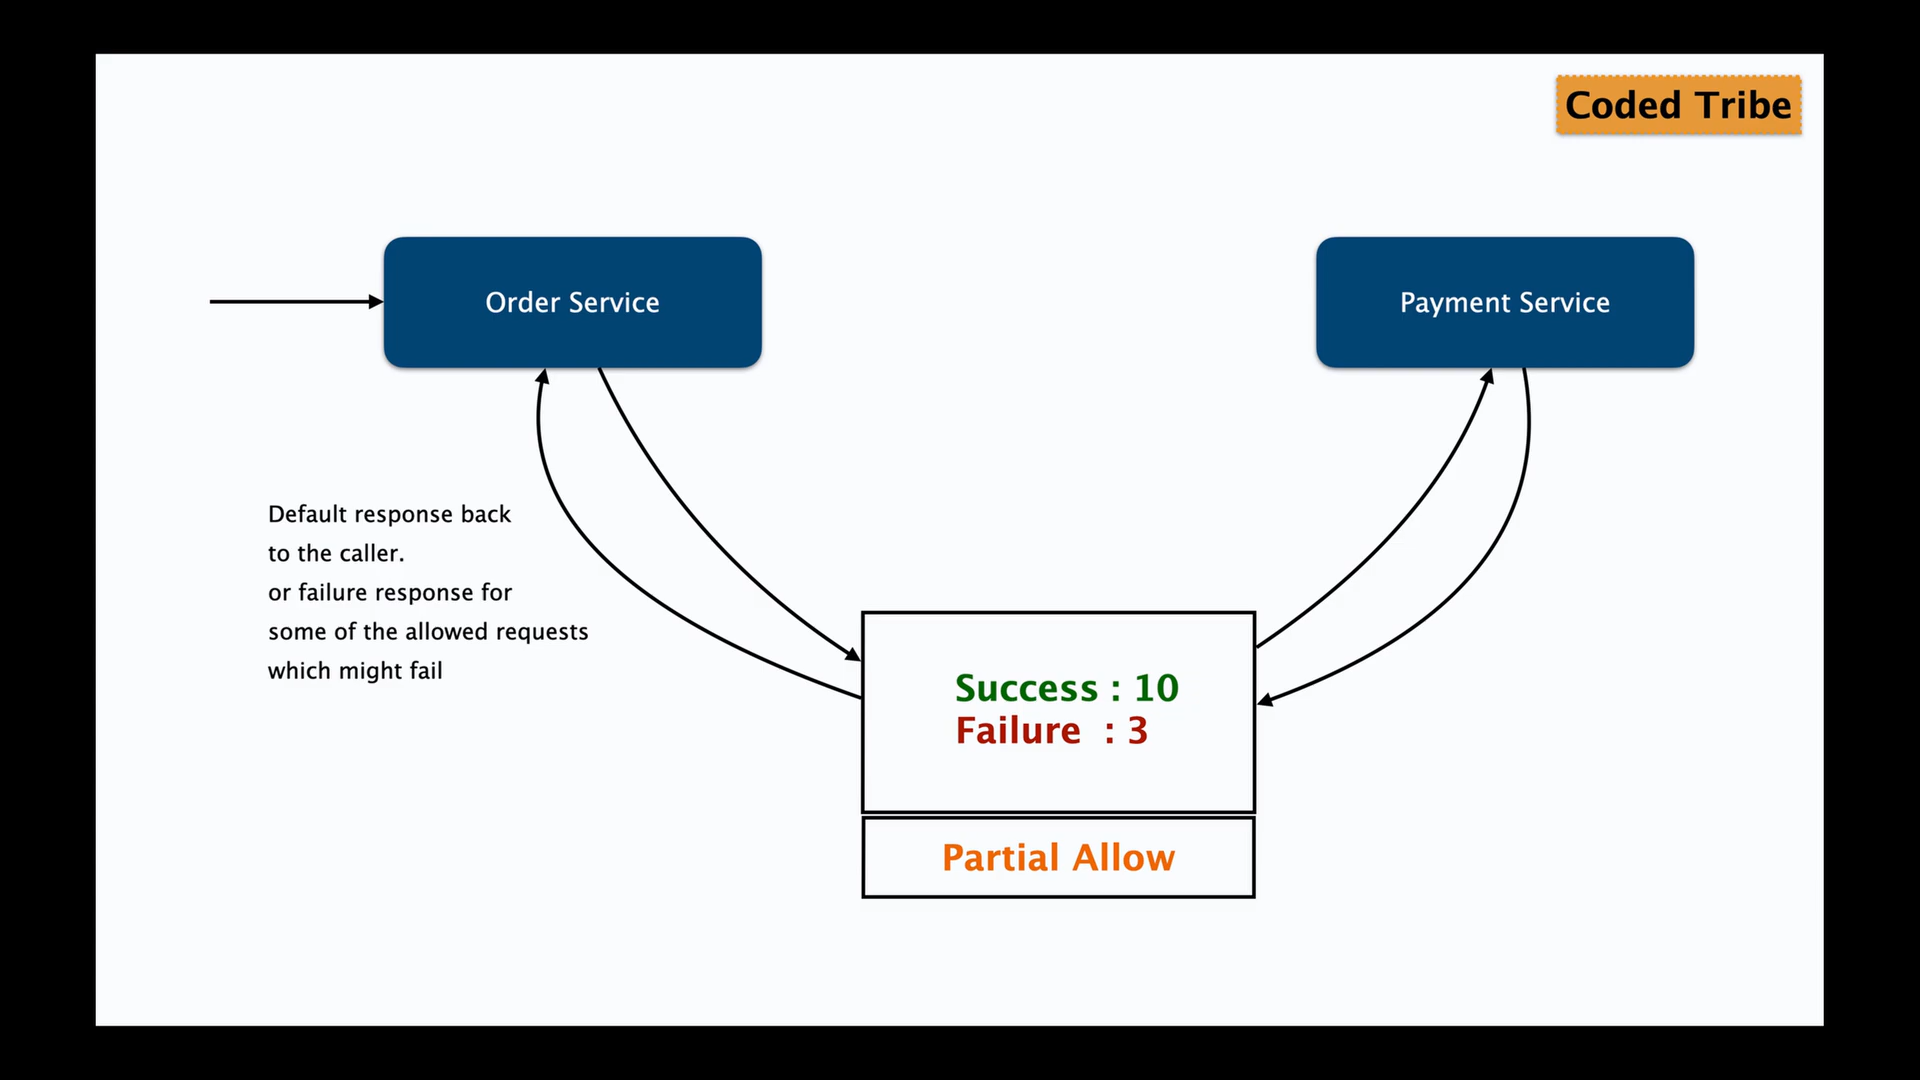 Coded Tribe
Order Service
Payment Service
Default response back
to the caller.
or failure response for
some of the allowed requests
which might fail
Success : 10
Failure : 3
Partial Allow